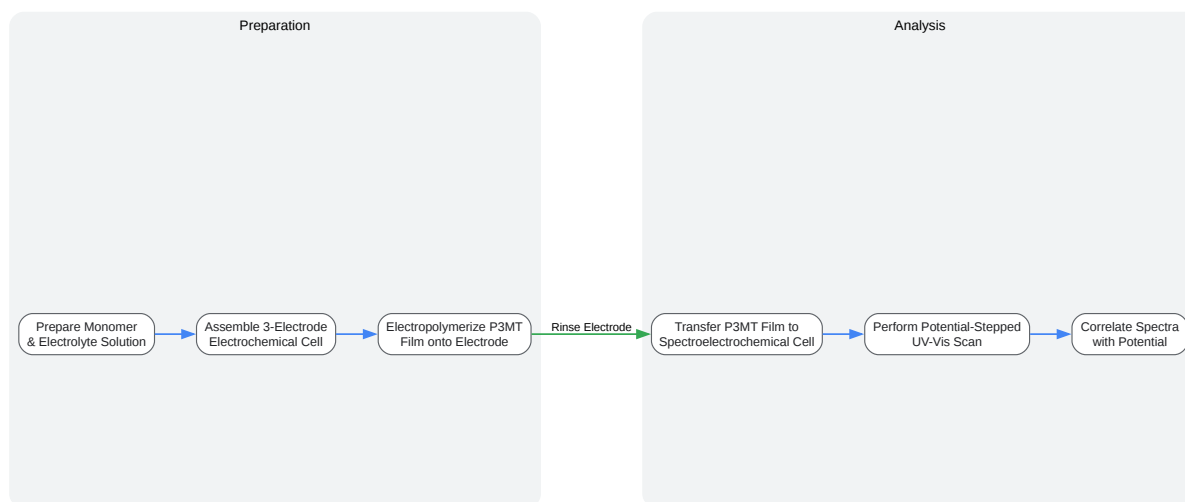 Preparation
Analysis
Prepare Monomer
& Electrolyte Solution
Assemble 3-Electrode
Electrochemical Cell
Electropolymerize P3MT
Film onto Electrode
Rinse Electrode
Transfer P3MT Film to
Spectroelectrochemical Cell
Perform Potential-Stepped
UV-Vis Scan
Correlate Spectra
with Potential